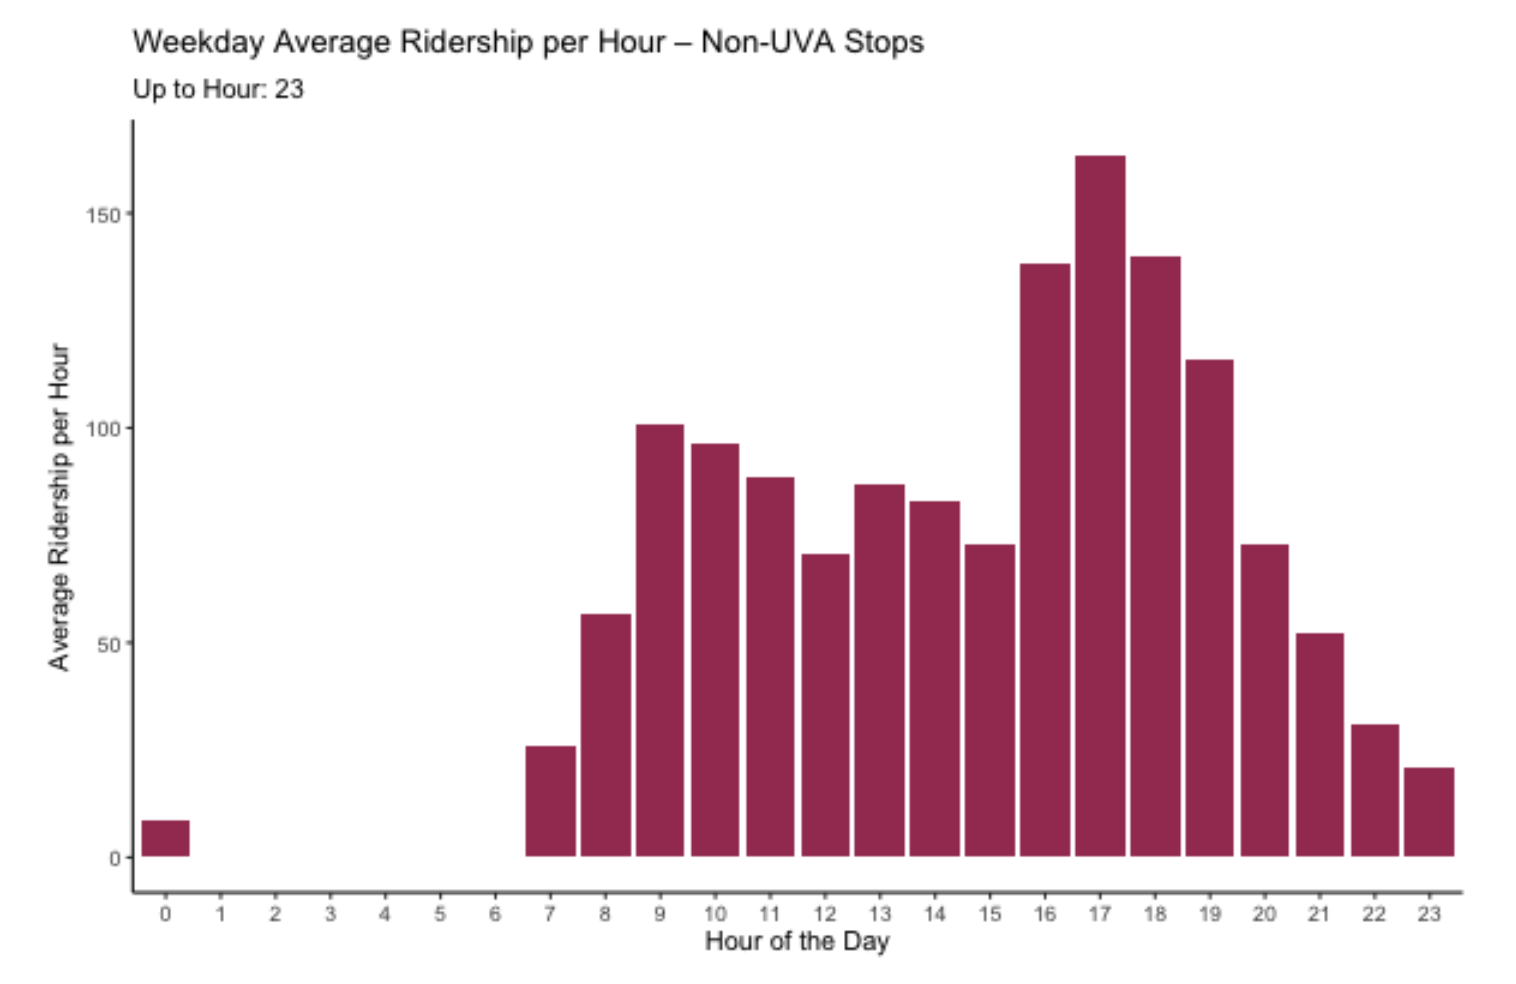 Weekday Average Ridership per Hour – Non-UVA Stops
Up to Hour: 23
Average Ridership per Hour
150
100
50
0
0 1 2 3 4 5 6 7 8 9 10 11 12 13 14 15 16 17 18 19 20 21 22 23
Hour of the Day